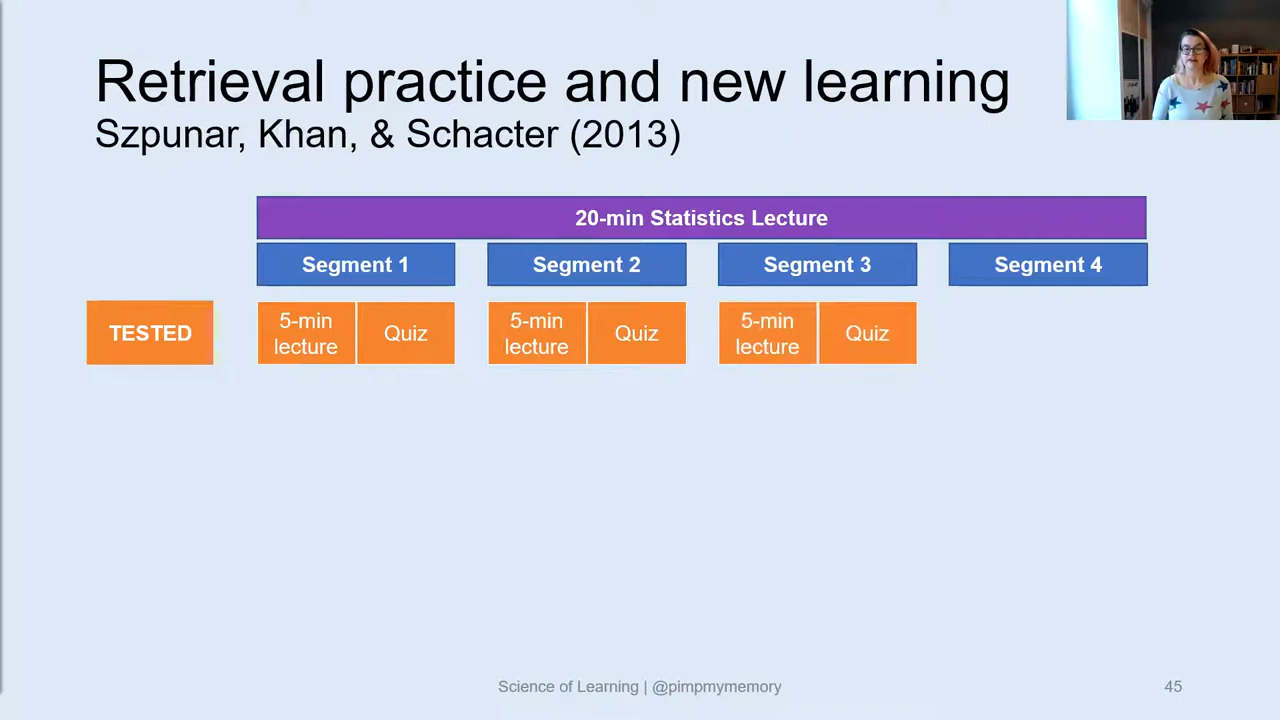 Retrieval practice and new learning
Szpunar, Khan, & Schacter (2013)
20-min Statistics Lecture
Segment 1
Segment 2
Segment 3
Segment 4
TESTED
5-min
lecture
Quiz
5-min
lecture
Quiz
5-min
lecture
Quiz
Science of Learning | @pimpmymemory
45